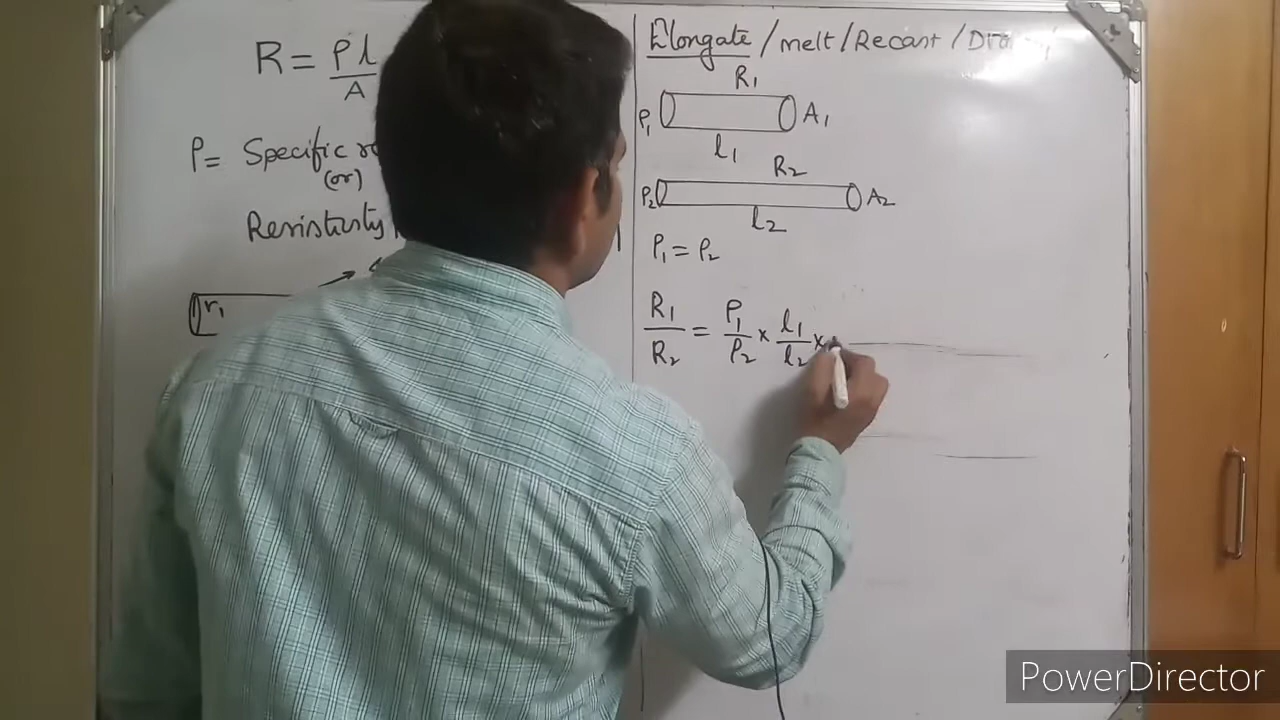 R = ρl/A
ρ = Specific
(or)
Resistivity
r₁
Elongate / melt / Recast /
R₁
ρ₁ A₁
l₁
R₂
ρ₂ A₂
l₂
ρ₁ = ρ₂
R₁/R₂ = ρ₁/ρ₂ × l₁/l₂ ×
PowerDirector